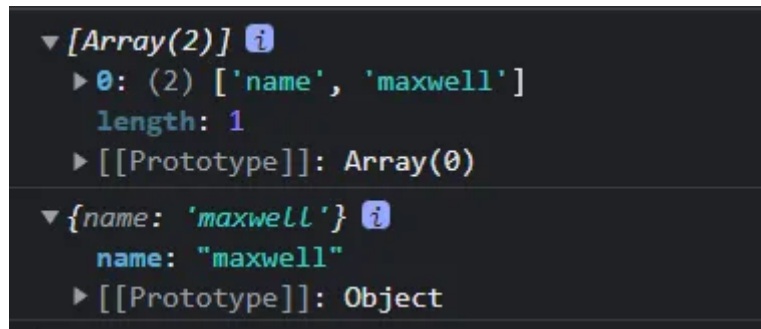 ▼ [Array(2)] i
▶ 0: (2) ['name', 'maxwell']
length: 1
▶ [[Prototype]]: Array(0)
▼ {name: 'maxwell'} i
name: "maxwell"
▶ [[Prototype]]: Object